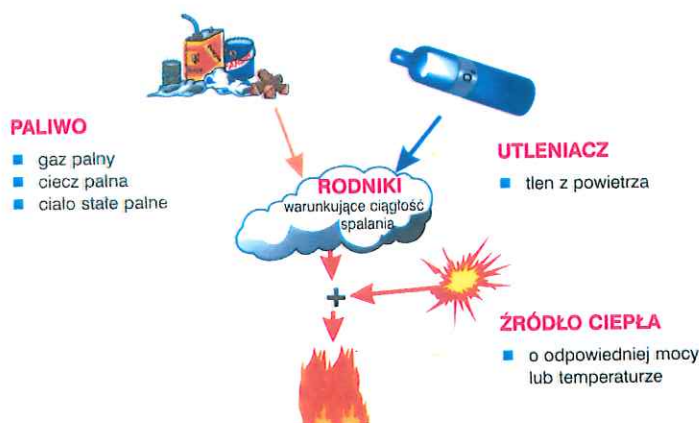 PALIWO
gaz palny
ciecz palna
ciało stałe palne
UTLENIACZ
tlen z powietrza
RODNIKI
warunkujące ciągłość
spalania
+
ŹRÓDŁO CIEPŁA
o odpowiedniej mocy
lub temperaturze